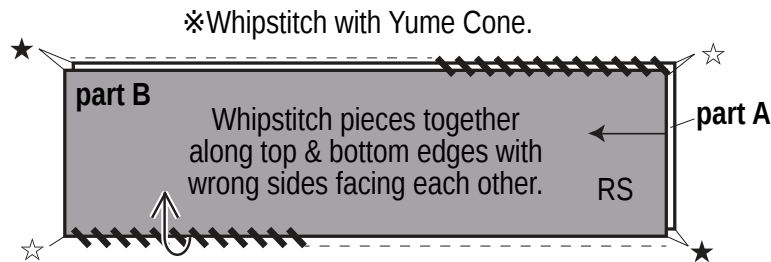 ※Whipstitch with Yume Cone.
★
☆
part B
part A
Whipstitch pieces together
along top & bottom edges with
wrong sides facing each other.
RS
☆
★